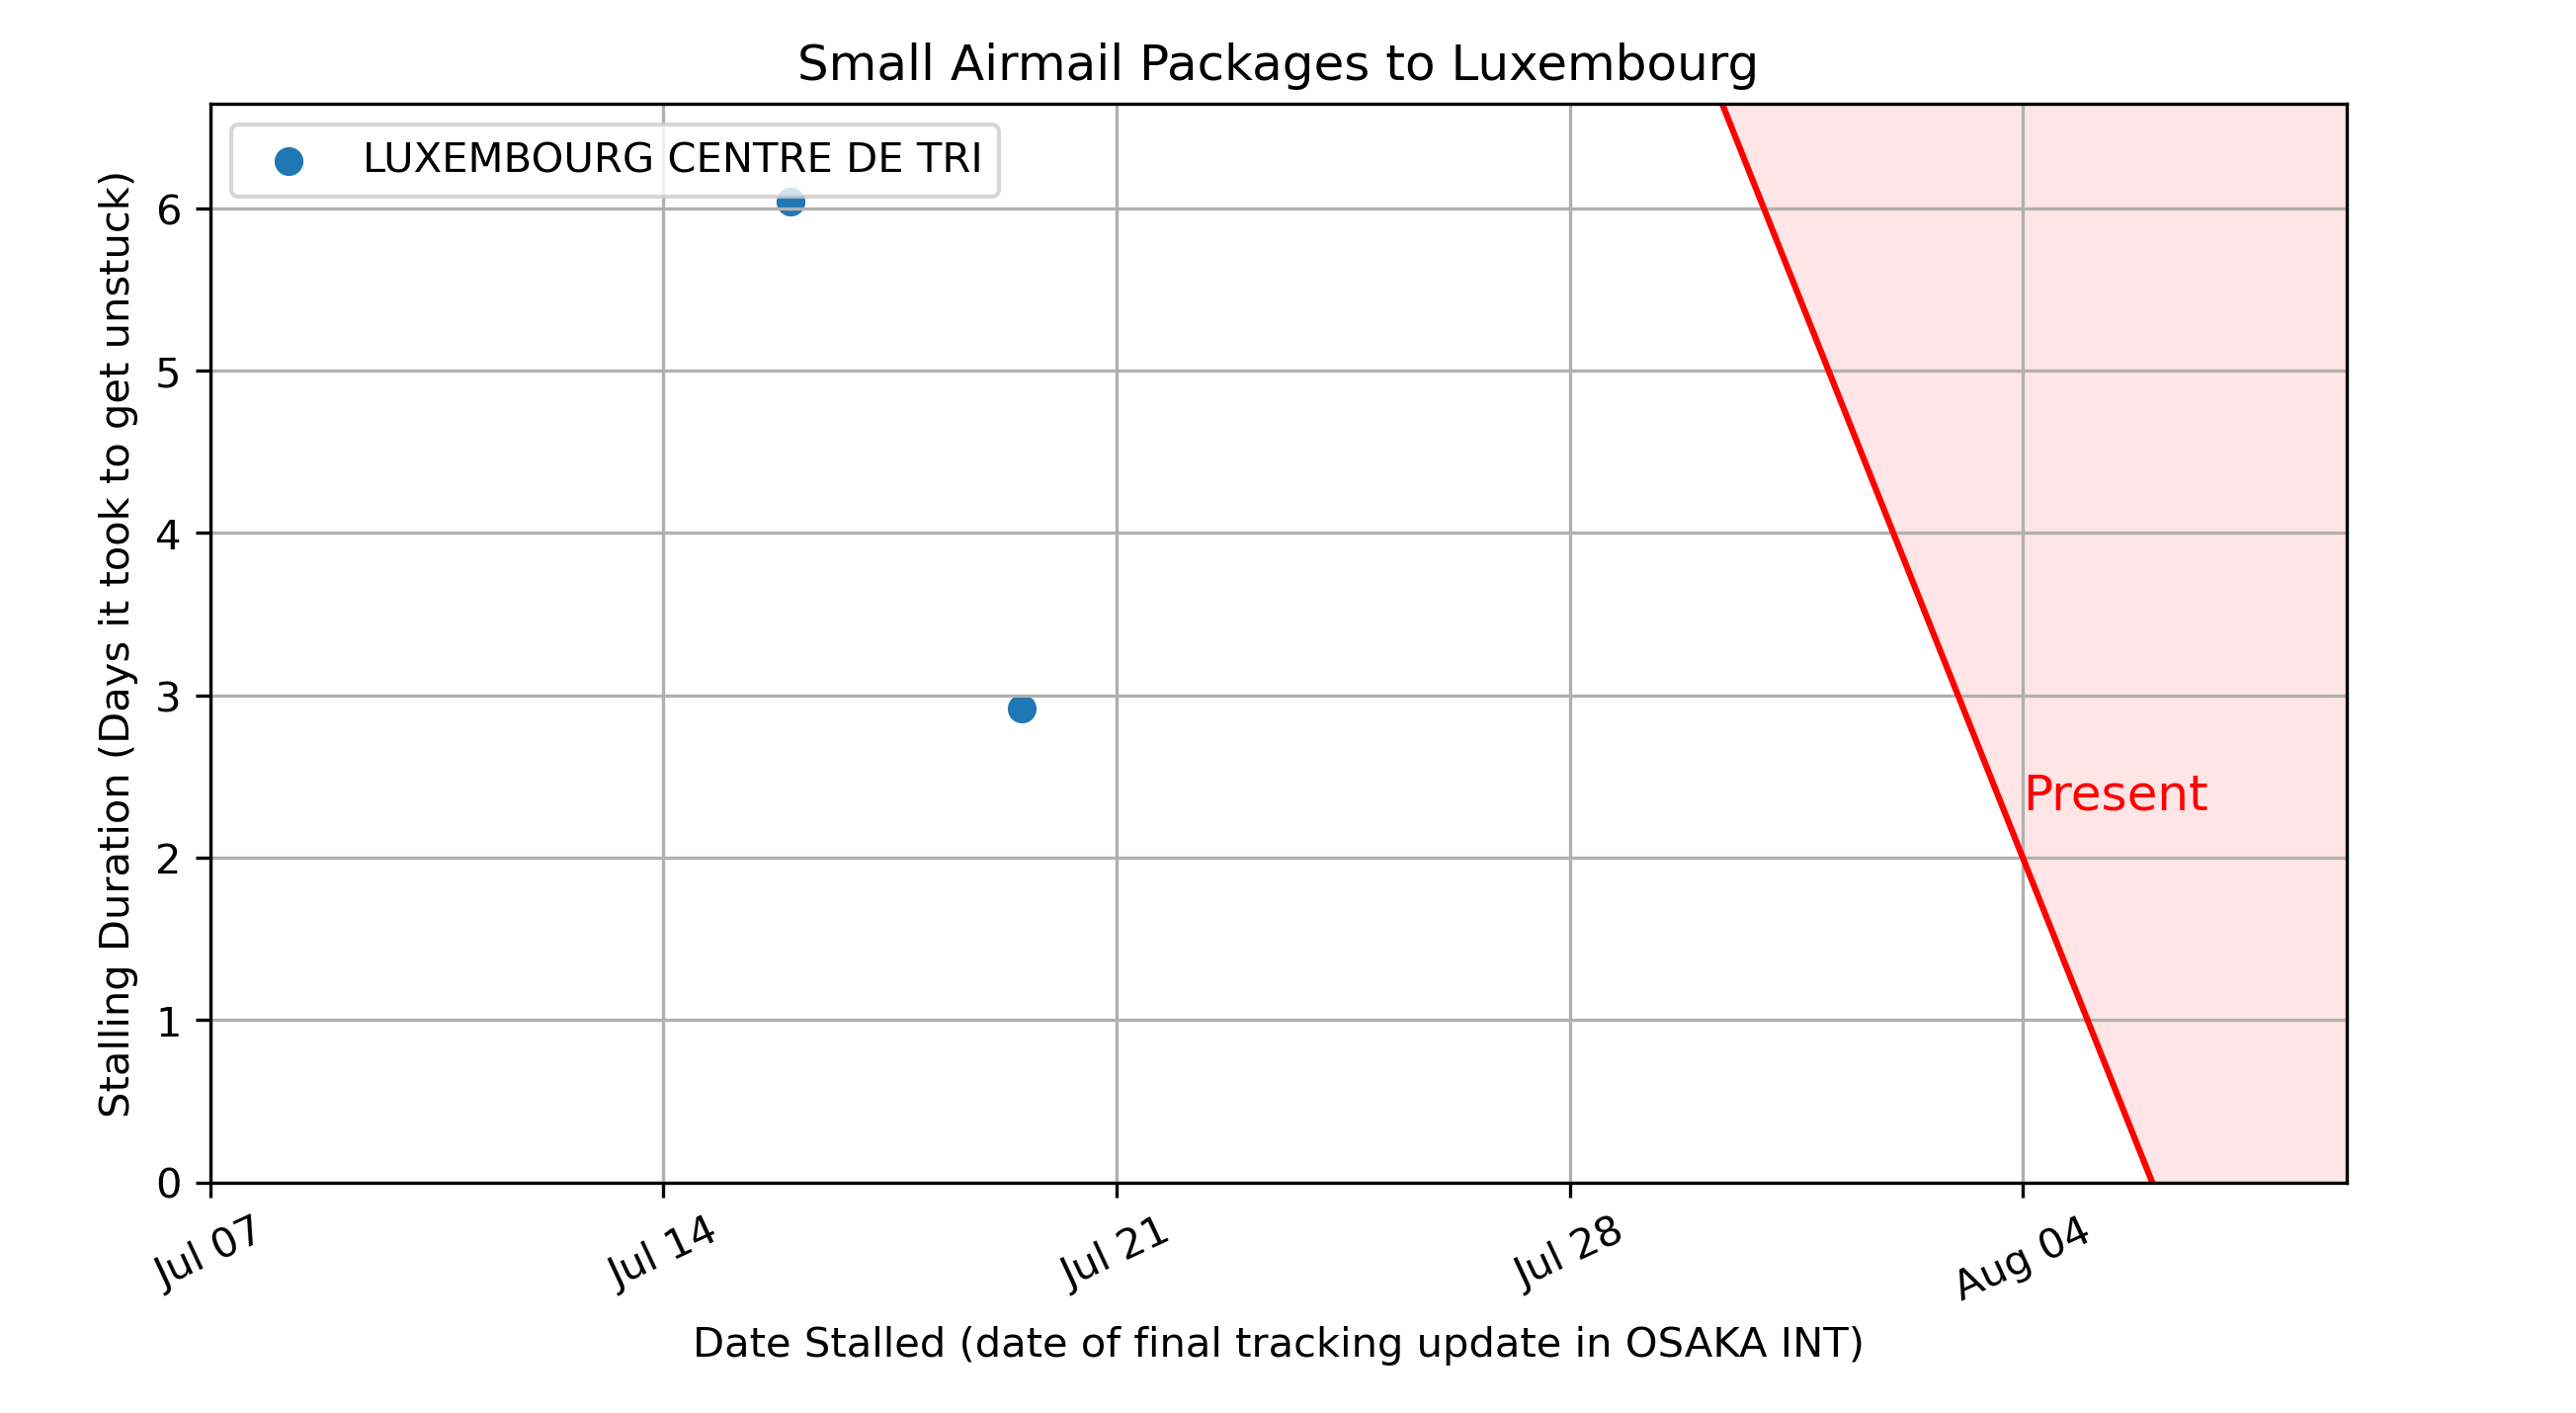 Small Airmail Packages to Luxembourg
LUXEMBOURG CENTRE DE TRI
Stalling Duration (Days it took to get unstuck)
6
5
4
3
2
1
0
Present
Jul 07
Jul 14
Jul 21
Jul 28
Aug 04
Date Stalled (date of final tracking update in OSAKA INT)